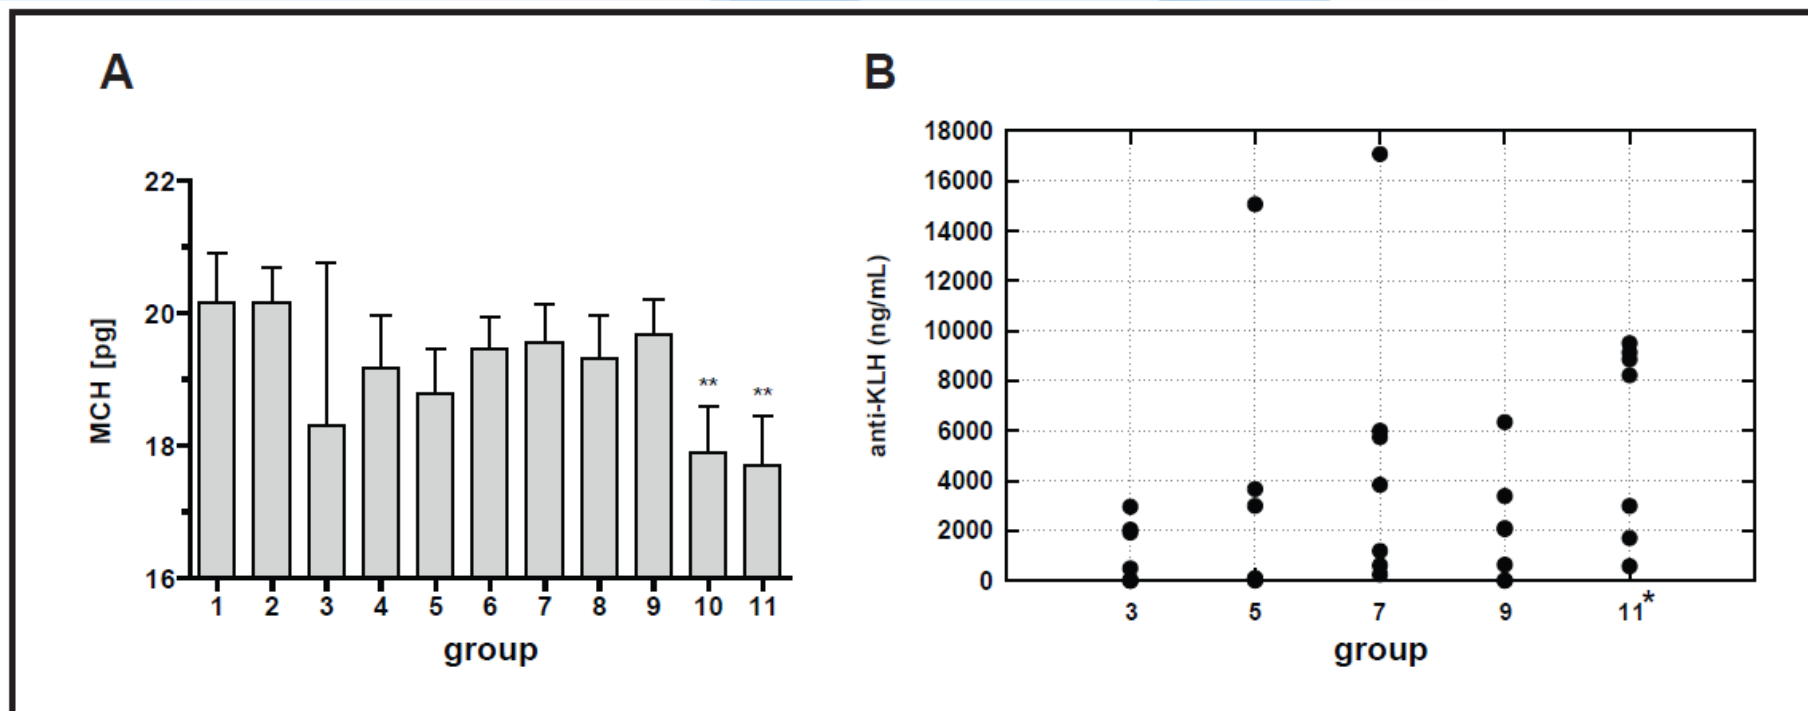 A
B
22
20
18
16
MCH [pg]
**
**
1 2 3 4 5 6 7 8 9 10 11
group
18000
16000
14000
12000
10000
8000
6000
4000
2000
0
anti-KLH (ng/mL)
3 5 7 9 11*
group